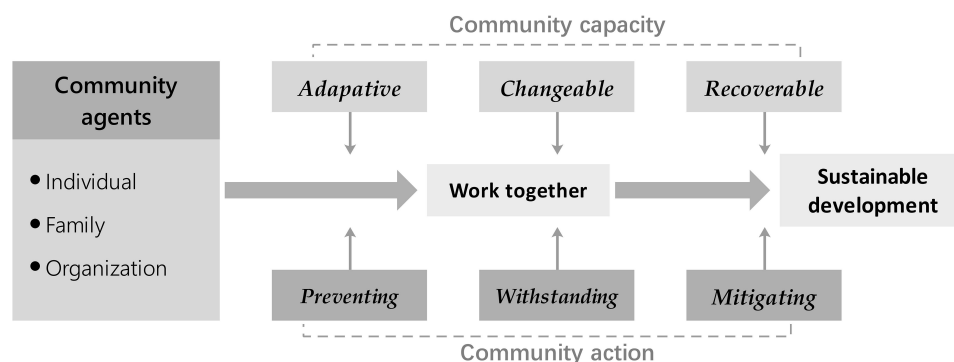 Community capacity
Community
agents
• Individual
• Family
• Organization
Adapative
Changeable
Recoverable
Work together
Sustainable
development
Preventing
Withstanding
Mitigating
Community action